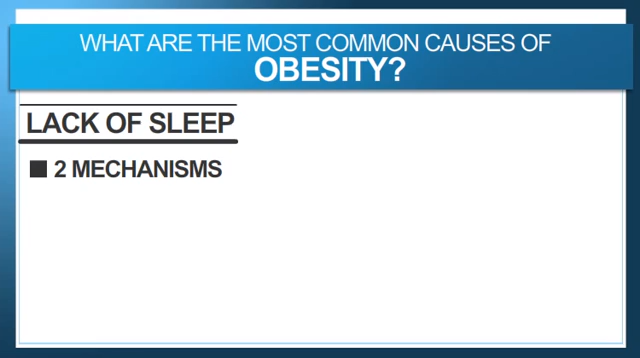 WHAT ARE THE MOST COMMON CAUSES OF
OBESITY?
LACK OF SLEEP
■ 2 MECHANISMS